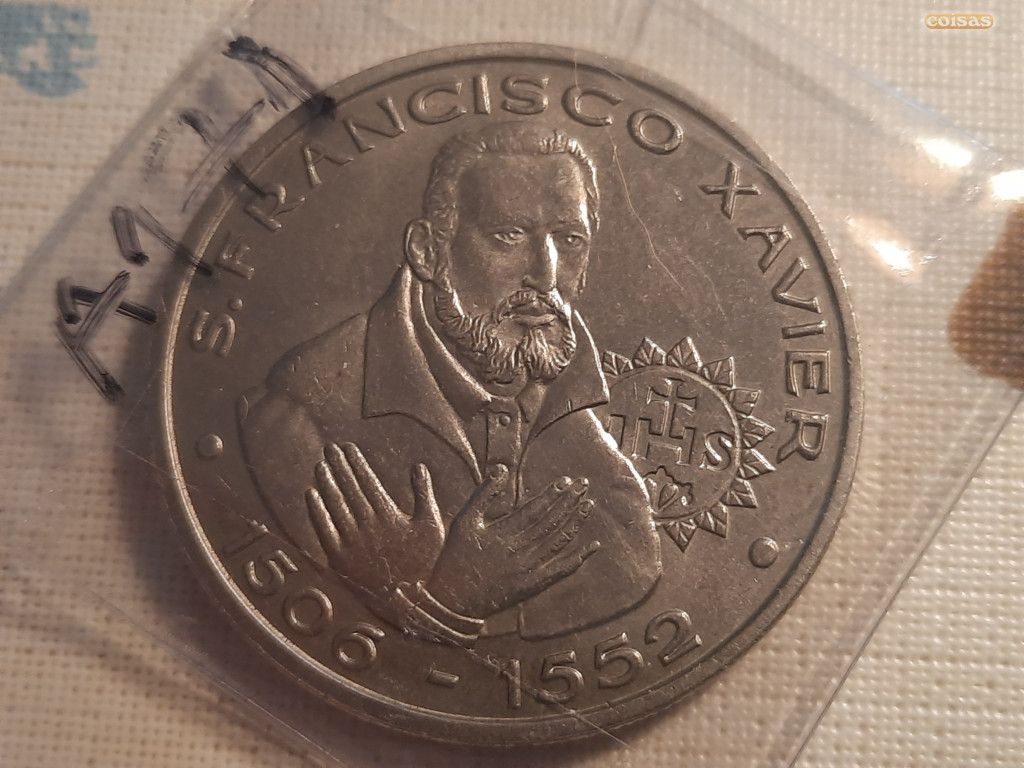 coisas
S. FRANCISCO XAVIER
IHS
1506 - 1552